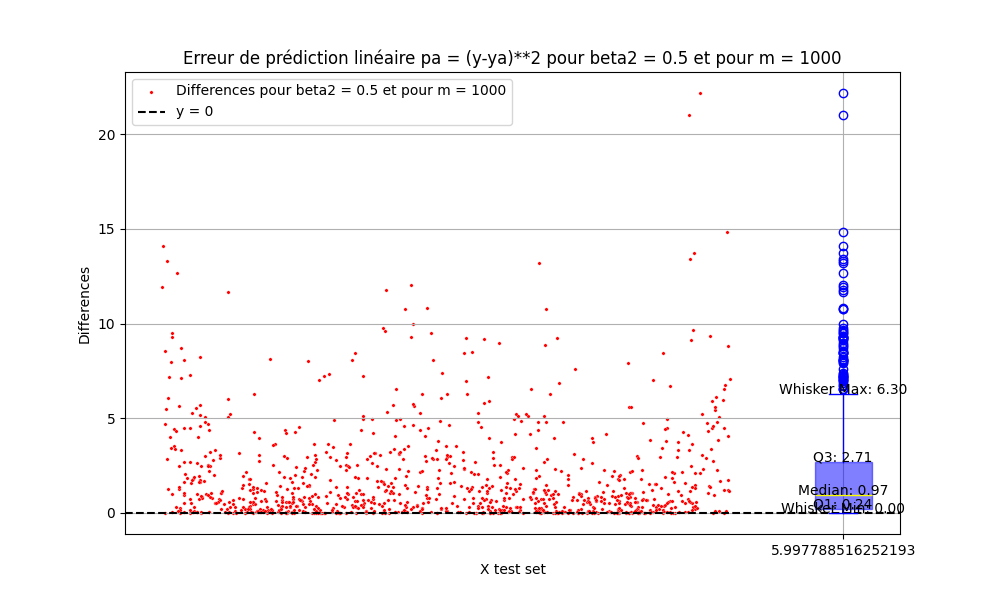 Erreur de prédiction linéaire pa = (y-ya)**2 pour beta2 = 0.5 et pour m = 1000
Differences pour beta2 = 0.5 et pour m = 1000
y = 0
Differences
20
15
10
5
0
Whisker Max: 6.30
Q3: 2.71
Median: 0.97
Q1: 0.24
Whisker Min: 0.00
5.997788516252193
X test set